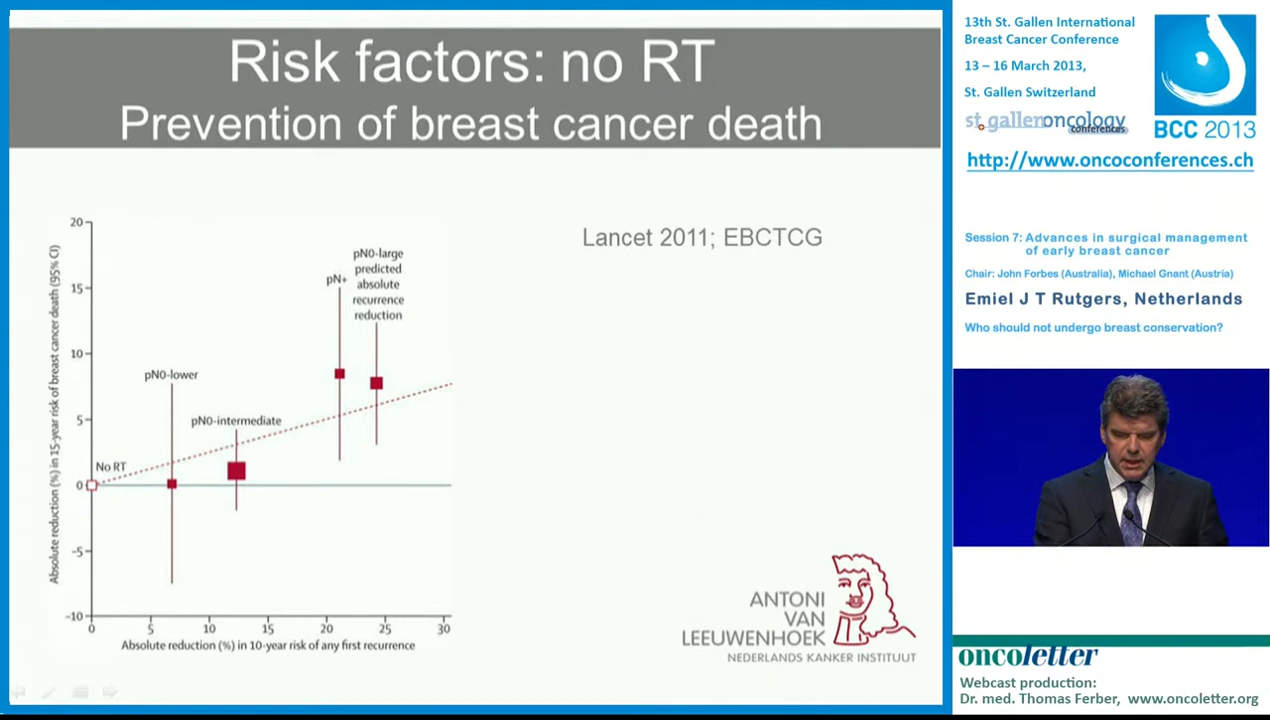 Risk factors: no RT
Prevention of breast cancer death
Lancet 2011; EBCTCG
Absolute reduction (%) in 15-year risk of breast cancer death (95% CI)
20
15
10
5
0
−5
−10
No RT
pN0-lower
pN0-intermediate
pN+
pN0-large
predicted
absolute
recurrence
reduction
0
5
10
15
20
25
30
Absolute reduction (%) in 10-year risk of any first recurrence
ANTONI
VAN
LEEUWENHOEK
NEDERLANDS KANKER INSTITUUT
13th St. Gallen International
Breast Cancer Conference
13 – 16 March 2013,
St. Gallen Switzerland
st.gallenoncology
conferences
BCC 2013
http://www.oncoconferences.ch
Session 7: Advances in surgical management
of early breast cancer
Chair: John Forbes (Australia), Michael Gnant (Austria)
Emiel J T Rutgers, Netherlands
Who should not undergo breast conservation?
oncoletter
Webcast production:
Dr. med. Thomas Ferber, www.oncoletter.org